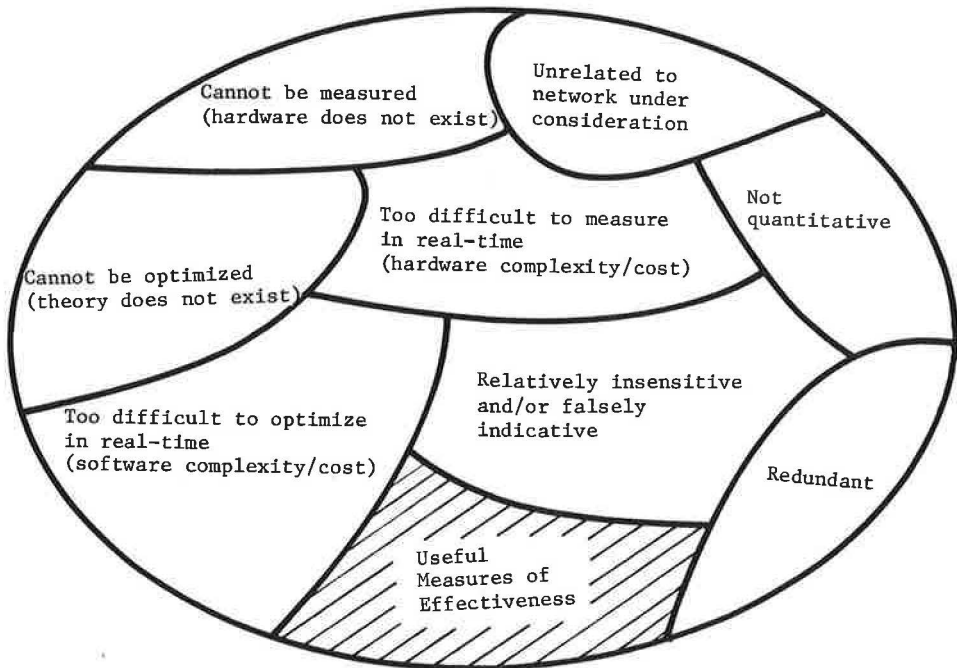 Cannot be measured
(hardware does not exist)
Unrelated to
network under
consideration
Not
quantitative
Too difficult to measure
in real-time
(hardware complexity/cost)
Cannot be optimized
(theory does not exist)
Relatively insensitive
and/or falsely
indicative
Too difficult to optimize
in real-time
(software complexity/cost)
Redundant
Useful
Measures of
Effectiveness